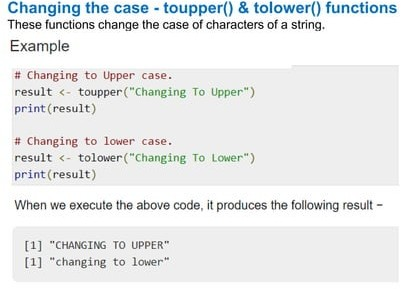 Changing the case - toupper() & tolower() functions
These functions change the case of characters of a string.
Example
# Changing to Upper case.
result <- toupper("Changing To Upper")
print(result)
# Changing to lower case.
result <- tolower("Changing To Lower")
print(result)
When we execute the above code, it produces the following result −
[1] "CHANGING TO UPPER"
[1] "changing to lower"